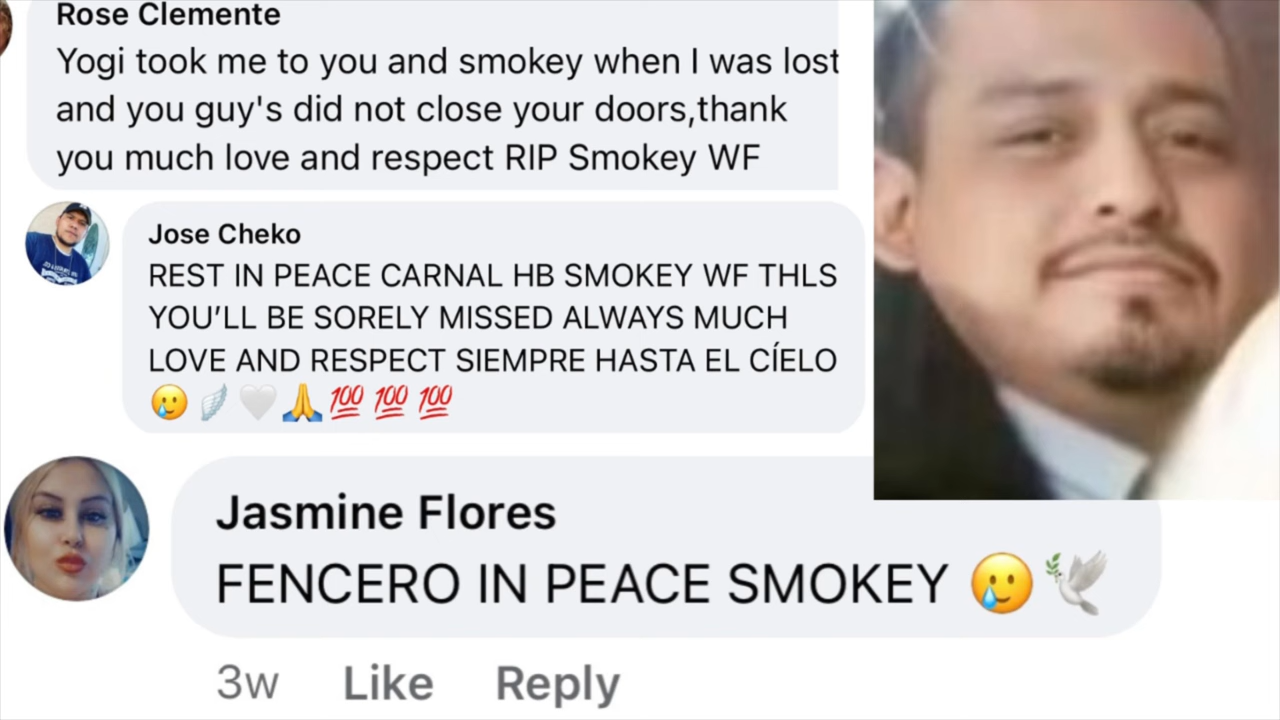 Rose Clemente
Yogi took me to you and smokey when I was lost
and you guy's did not close your doors,thank
you much love and respect RIP Smokey WF
Jose Cheko
REST IN PEACE CARNAL HB SMOKEY WF THLS
YOU’LL BE SORELY MISSED ALWAYS MUCH
LOVE AND RESPECT SIEMPRE HASTA EL CÍELO
🥲 🪽 🤍 🙏 💯 💯 💯
Jasmine Flores
FENCERO IN PEACE SMOKEY 🥲 🕊️
3w Like Reply